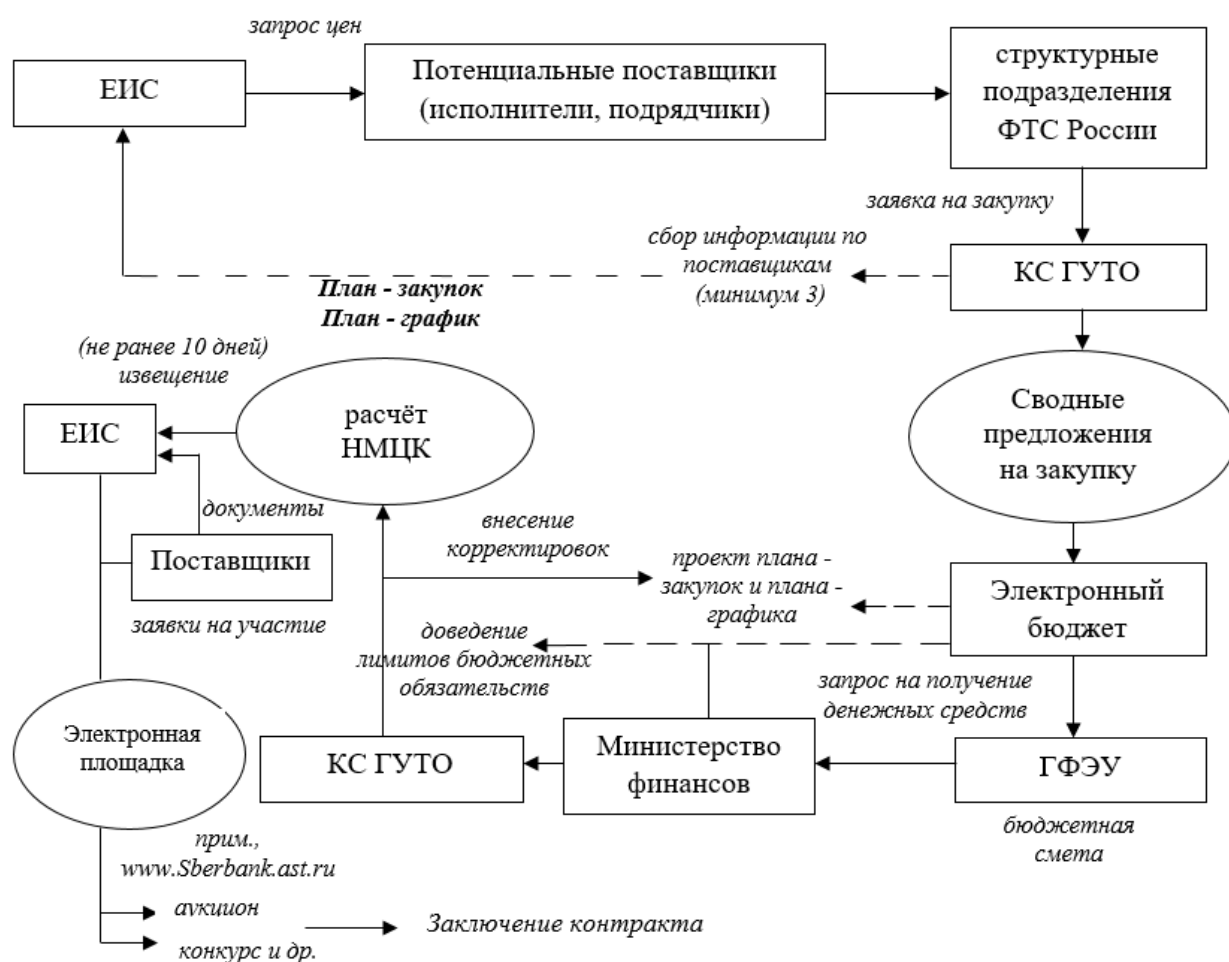 запрос цен
ЕИС
Потенциальные поставщики
(исполнители, подрядчики)
структурные
подразделения
ФТС России
заявка на закупку
сбор информации по
поставщикам
(минимум 3)
КС ГУТО
План - закупок
План - график
(не ранее 10 дней)
извещение
ЕИС
расчёт
НМЦК
Сводные
предложения
на закупку
документы
Поставщики
заявки на участие
внесение
корректировок
проект плана -
закупок и плана -
графика
Электронный
бюджет
доведение
лимитов бюджетных
обязательств
запрос на получение
денежных средств
Электронная
площадка
КС ГУТО
Министерство
финансов
ГФЭУ
бюджетная
смета
прим.,
www.Sberbank.ast.ru
аукцион
конкурс и др.
Заключение контракта